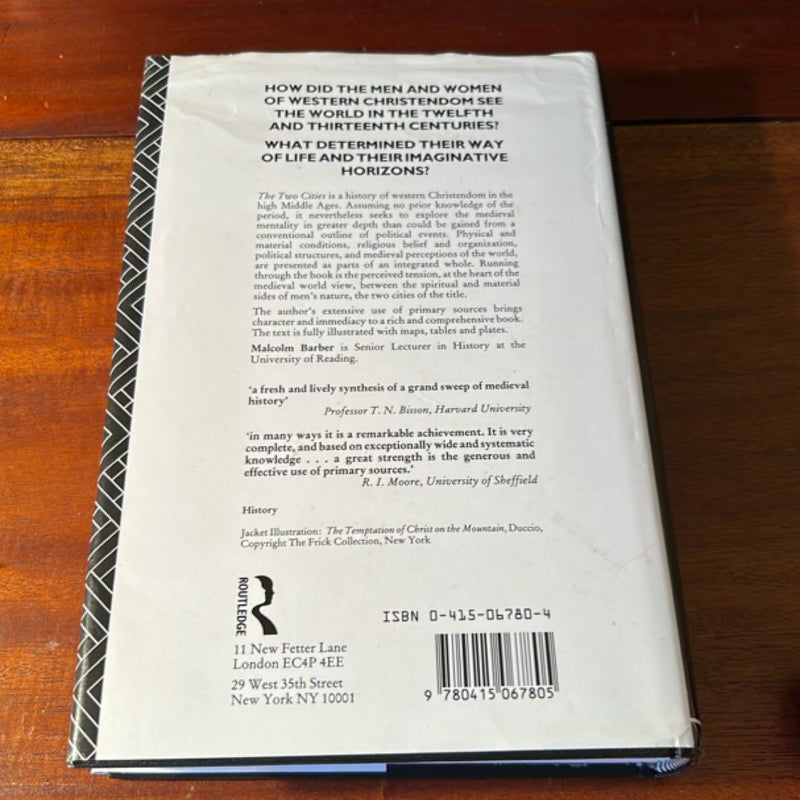 HOW DID THE MEN AND WOMEN
OF WESTERN CHRISTENDOM SEE
THE WORLD IN THE TWELFTH
AND THIRTEENTH CENTURIES?
WHAT DETERMINED THEIR WAY
OF LIFE AND THEIR IMAGINATIVE
HORIZONS?
The Two Cities is a history of western Christendom in the
high Middle Ages. Assuming no prior knowledge of the
period, it nevertheless seeks to explore the medieval
mentality in greater depth than could be gained from a
conventional outline of political events. Physical and
material conditions, religious belief and organization,
political structures, and medieval perceptions of the world,
are presented as parts of an integrated whole. Running
through the book is the perceived tension, at the heart of the
medieval world view, between the spiritual and material
sides of men's nature, the two cities of the title.
The author's extensive use of primary sources brings
character and immediacy to a rich and comprehensive book.
The text is fully illustrated with maps, tables and plates.
Malcolm Barber is Senior Lecturer in History at the
University of Reading.
'a fresh and lively synthesis of a grand sweep of medieval
history'
Professor T. N. Bisson, Harvard University
'in many ways it is a remarkable achievement. It is very
complete, and based on exceptionally wide and systematic
knowledge . . . a great strength is the generous and
effective use of primary sources.'
R. I. Moore, University of Sheffield
History
Jacket Illustration: The Temptation of Christ on the Mountain, Duccio,
Copyright The Frick Collection, New York
ROUTLEDGE
11 New Fetter Lane
London EC4P 4EE
29 West 35th Street
New York NY 10001
ISBN 0-415-06780-4
9 780415 067805